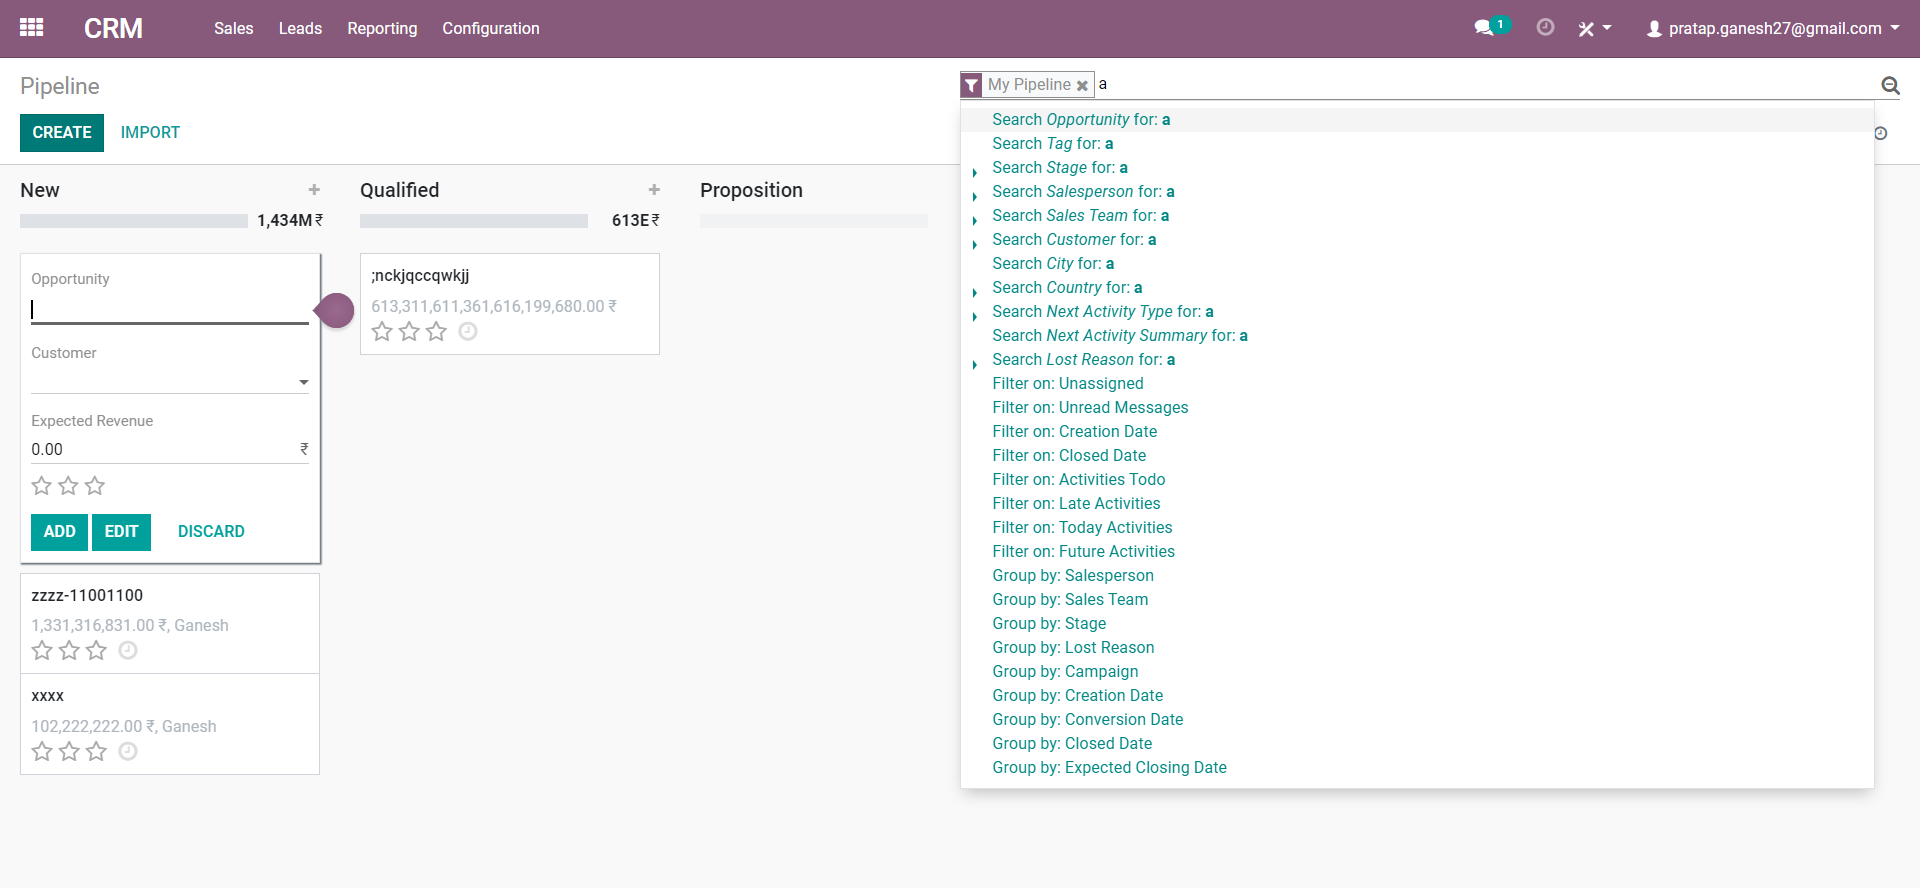 CRM Sales Leads Reporting Configuration 1 pratap.ganesh27@gmail.com
Pipeline
My Pipeline a
CREATE IMPORT
New
1,434M ₹
Opportunity
Customer
Expected Revenue
0.00 ₹
ADD EDIT DISCARD
zzzz-11001100
1,331,316,831.00 ₹, Ganesh
xxxx
102,222,222.00 ₹, Ganesh
Qualified
613E ₹
;nckjqccqwkjj
613,311,611,361,616,199,680.00 ₹
Proposition
Search Opportunity for: a
Search Tag for: a
Search Stage for: a
Search Salesperson for: a
Search Sales Team for: a
Search Customer for: a
Search City for: a
Search Country for: a
Search Next Activity Type for: a
Search Next Activity Summary for: a
Search Lost Reason for: a
Filter on: Unassigned
Filter on: Unread Messages
Filter on: Creation Date
Filter on: Closed Date
Filter on: Activities Todo
Filter on: Late Activities
Filter on: Today Activities
Filter on: Future Activities
Group by: Salesperson
Group by: Sales Team
Group by: Stage
Group by: Lost Reason
Group by: Campaign
Group by: Creation Date
Group by: Conversion Date
Group by: Closed Date
Group by: Expected Closing Date